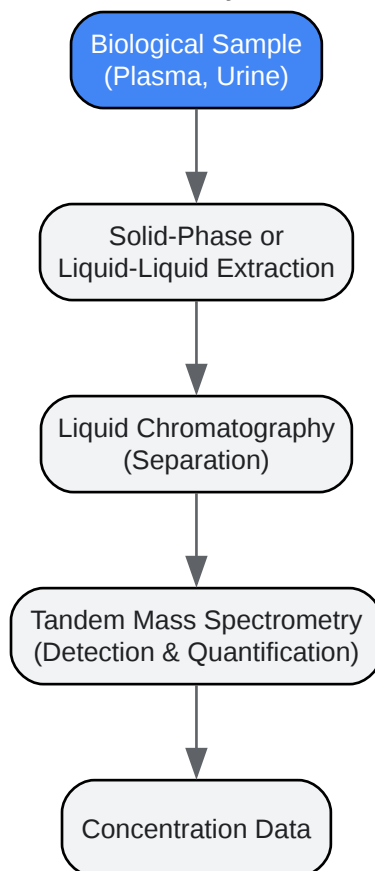 Biological Sample
(Plasma, Urine)
Solid-Phase or
Liquid-Liquid Extraction
Liquid Chromatography
(Separation)
Tandem Mass Spectrometry
(Detection & Quantification)
Concentration Data